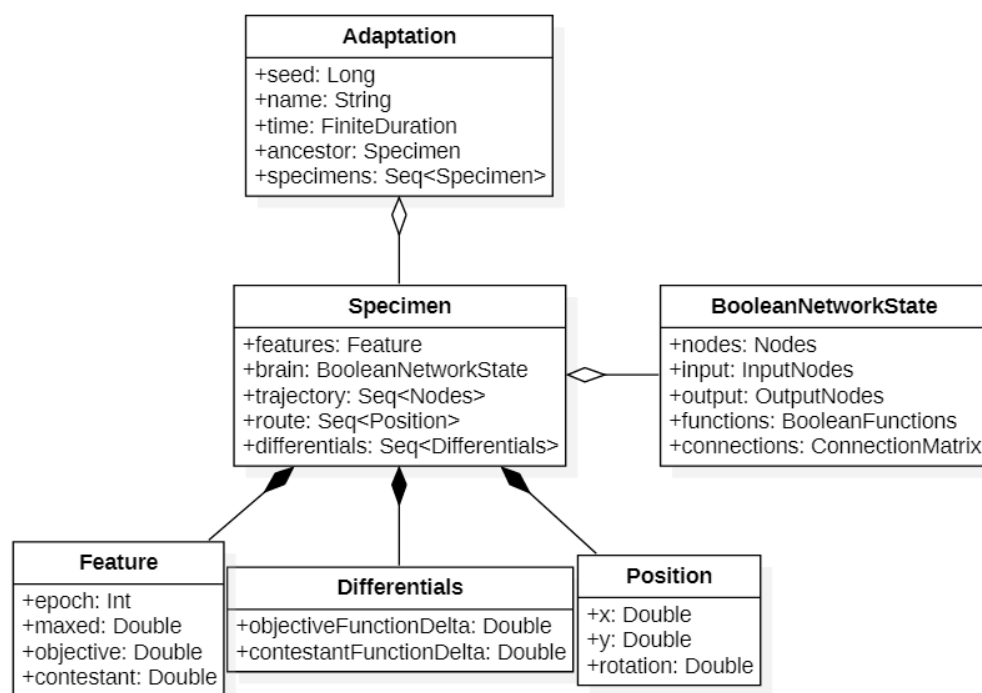 Adaptation
+seed: Long
+name: String
+time: FiniteDuration
+ancestor: Specimen
+specimens: Seq<Specimen>
Specimen
+features: Feature
+brain: BooleanNetworkState
+trajectory: Seq<Nodes>
+route: Seq<Position>
+differentials: Seq<Differentials>
BooleanNetworkState
+nodes: Nodes
+input: InputNodes
+output: OutputNodes
+functions: BooleanFunctions
+connections: ConnectionMatrix
Feature
+epoch: Int
+maxed: Double
+objective: Double
+contestant: Double
Differentials
+objectiveFunctionDelta: Double
+contestantFunctionDelta: Double
Position
+x: Double
+y: Double
+rotation: Double